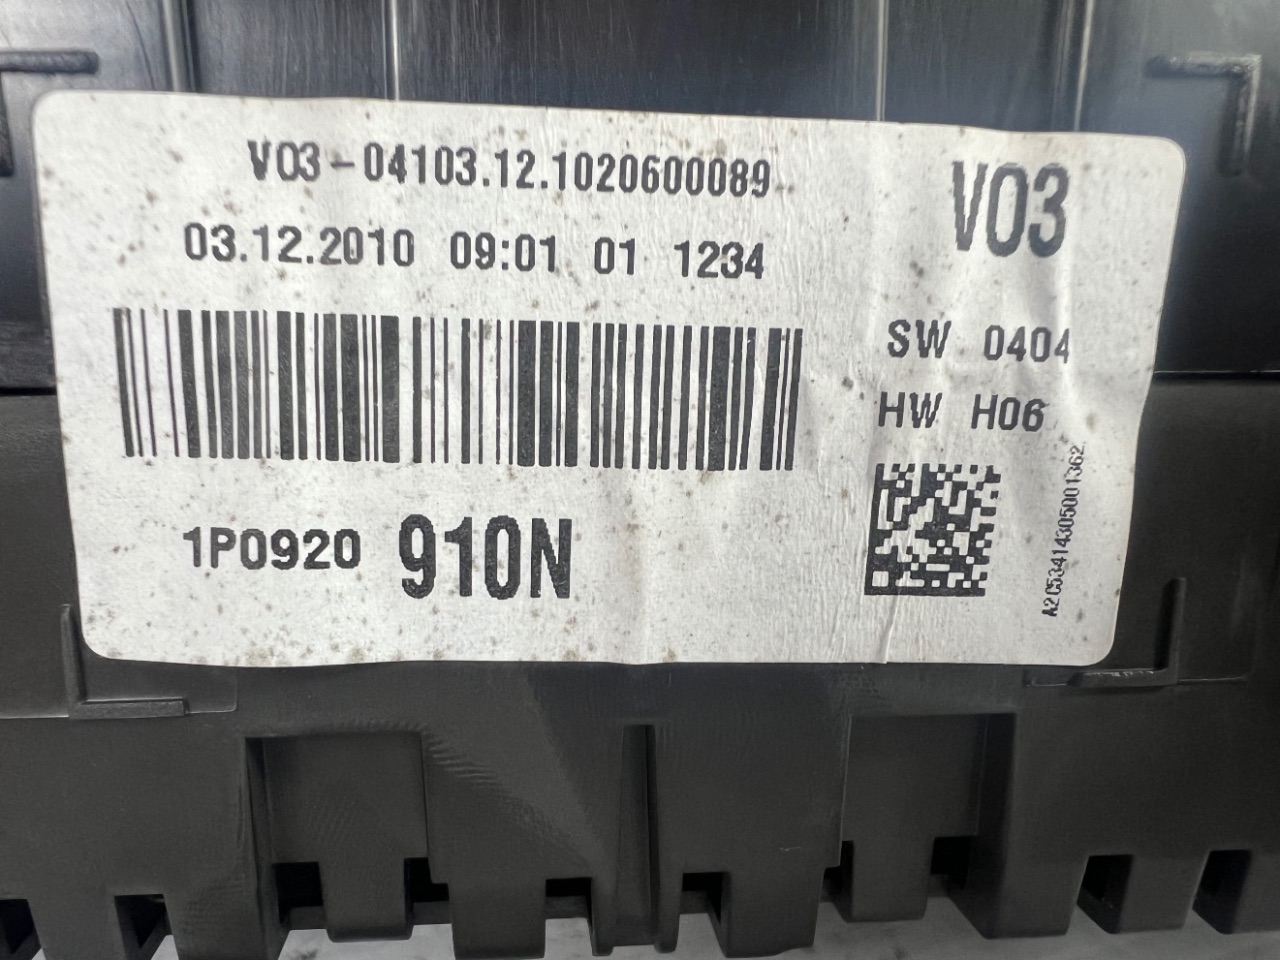 V03-04103.12.1020600089
03.12.2010 09:01 01 1234
1P0920 910N
V03
SW 0404
HW H06
A2C53414305001362